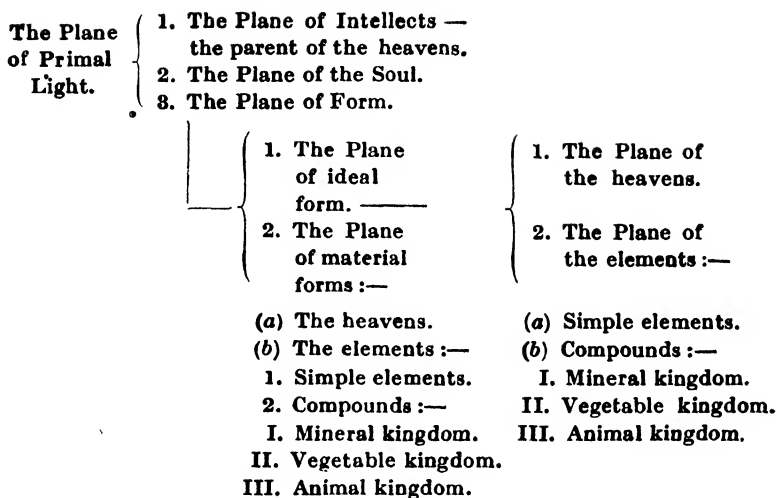 The Plane
of Primal
Light.
1. The Plane of Intellects —
the parent of the heavens.
2. The Plane of the Soul.
3. The Plane of Form.
1. The Plane
of ideal
form. ———
2. The Plane
of material
forms :—
(a) The heavens.
(b) The elements :—
1. Simple elements.
2. Compounds :—
I. Mineral kingdom.
II. Vegetable kingdom.
III. Animal kingdom.
1. The Plane of
the heavens.
2. The Plane of
the elements :—
(a) Simple elements.
(b) Compounds :—
I. Mineral kingdom.
II. Vegetable kingdom.
III. Animal kingdom.